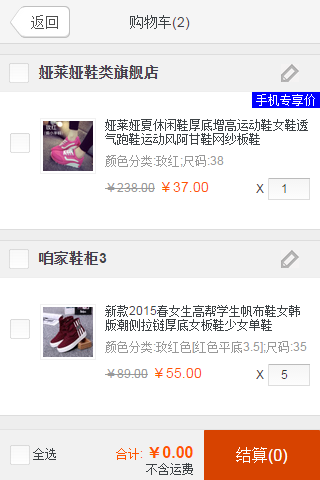 返回
购物车(2)
娅莱娅鞋类旗舰店
手机专享价
娅莱娅夏休闲鞋厚底增高运动鞋女鞋透
气跑鞋运动风阿甘鞋网纱板鞋
颜色分类:玫红;尺码:38
¥238.00 ¥37.00 X 1
咱家鞋柜3
新款2015春女生高帮学生帆布鞋女韩
版潮侧拉链厚底女板鞋少女单鞋
颜色分类:玫红色[红色平底3.5];尺码:35
¥89.00 ¥55.00 X 5
全选
合计: ¥0.00
不含运费
结算(0)